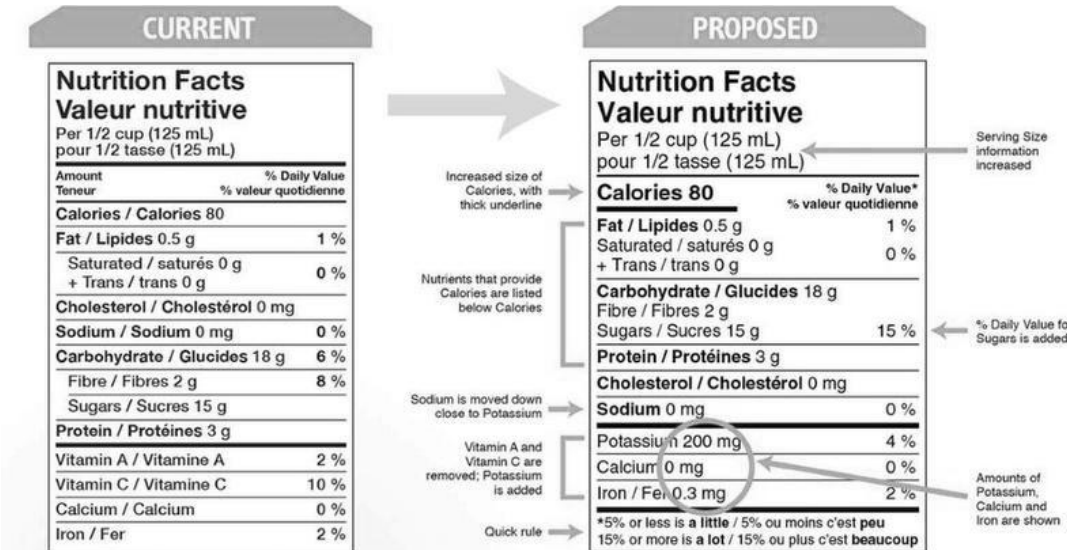 CURRENT
Nutrition Facts
Valeur nutritive
Per 1/2 cup (125 mL)
pour 1/2 tasse (125 mL)
Amount % Daily Value
Teneur % valeur quotidienne
Calories / Calories 80
Fat / Lipides 0.5 g 1 %
Saturated / saturés 0 g
+ Trans / trans 0 g 0 %
Cholesterol / Cholestérol 0 mg
Sodium / Sodium 0 mg 0 %
Carbohydrate / Glucides 18 g 6 %
Fibre / Fibres 2 g 8 %
Sugars / Sucres 15 g
Protein / Protéines 3 g
Vitamin A / Vitamine A 2 %
Vitamin C / Vitamine C 10 %
Calcium / Calcium 0 %
Iron / Fer 2 %
Increased size of
Calories, with
thick underline
Nutrients that provide
Calories are listed
below Calories
Sodium is moved down
close to Potassium
Vitamin A and
Vitamin C are
removed; Potassium
is added
Quick rule
PROPOSED
Nutrition Facts
Valeur nutritive
Per 1/2 cup (125 mL)
pour 1/2 tasse (125 mL)
Calories 80 % Daily Value*
% valeur quotidienne
Fat / Lipides 0.5 g 1 %
Saturated / saturés 0 g
+ Trans / trans 0 g 0 %
Carbohydrate / Glucides 18 g
Fibre / Fibres 2 g
Sugars / Sucres 15 g 15 %
Protein / Protéines 3 g
Cholesterol / Cholestérol 0 mg
Sodium 0 mg 0 %
Potassium 200 mg 4 %
Calcium 0 mg 0 %
Iron / Fer 0.3 mg 2 %
*5% or less is a little / 5% ou moins c'est peu
15% or more is a lot / 15% ou plus c'est beaucoup
Serving Size
information
increased
% Daily Value fo
Sugars is added
Amounts of
Potassium,
Calcium and
Iron are shown